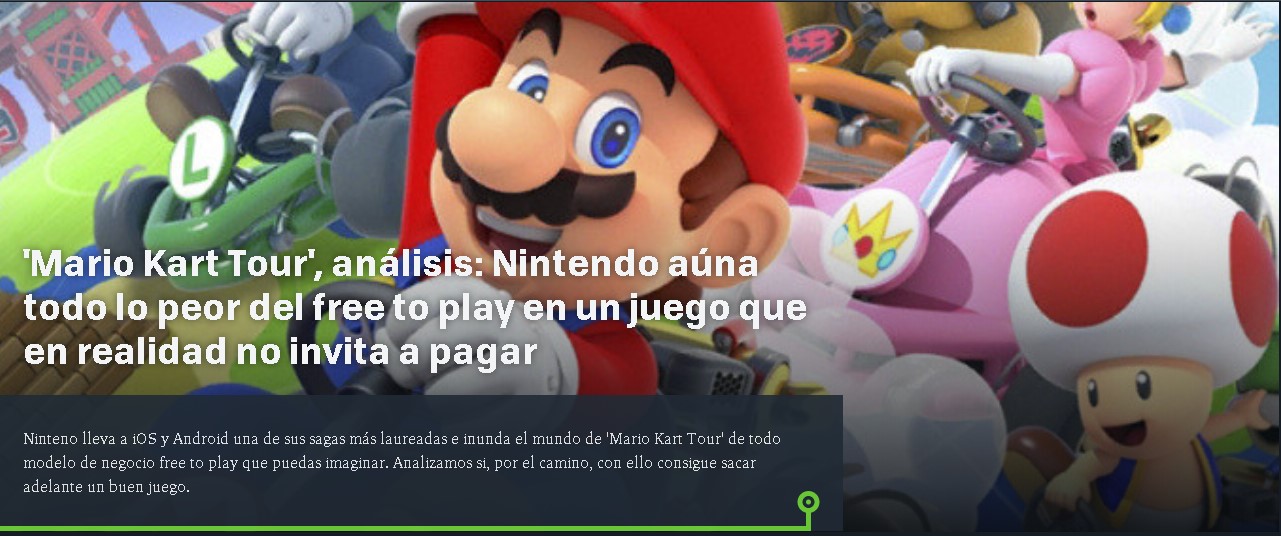 L
'Mario Kart Tour', análisis: Nintendo aúna
todo lo peor del free to play en un juego que
en realidad no invita a pagar
Ninteno lleva a iOS y Android una de sus sagas más laureadas e inunda el mundo de 'Mario Kart Tour' de todo
modelo de negocio free to play que puedas imaginar. Analizamos si, por el camino, con ello consigue sacar
adelante un buen juego.